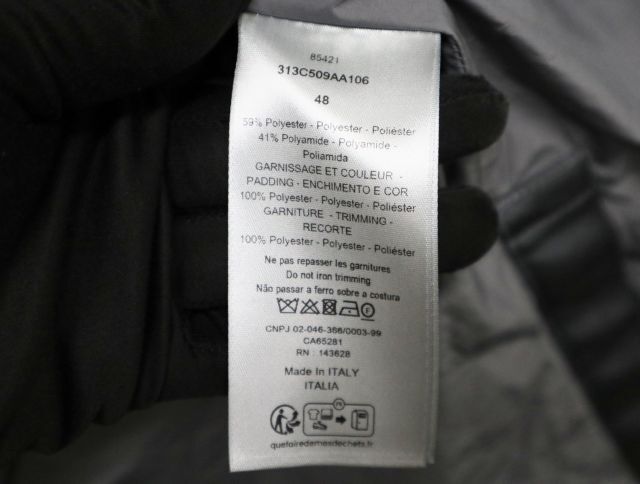 85421
313C509AA106
48
59% Polyester - Polyester - Poliéster
41% Polyamide - Polyamide -
Poliamida
GARNISSAGE ET COULEUR -
PADDING - ENCHIMENTO E COR
100% Polyester - Polyester - Poliéster
GARNITURE - TRIMMING -
RECORTE
100% Polyester - Polyester - Poliéster
Ne pas repasser les garnitures
Do not iron trimming
Não passar a ferro sobre a costura
CNPJ 02-046-366/0003-99
CA65281
RN : 143628
Made In ITALY
ITALIA
FR
quefairedemesdechets.fr